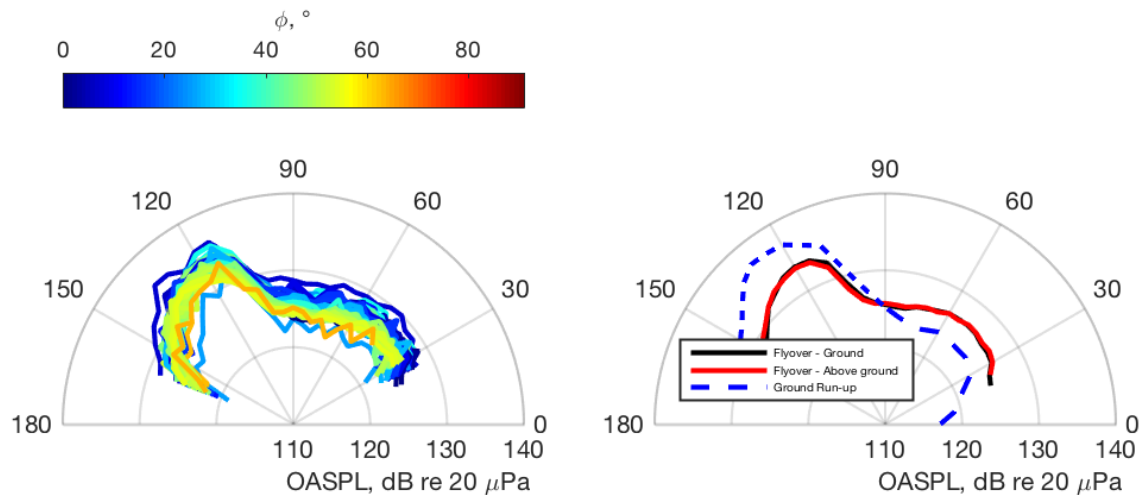 ϕ, °
0 20 40 60 80
90
120 60
150 30
180 0
110 120 130 140
OASPL, dB re 20 μPa
90
120 60
150 30
Flyover - Ground
Flyover - Above ground
Ground Run-up
180 0
110 120 130 140
OASPL, dB re 20 μPa